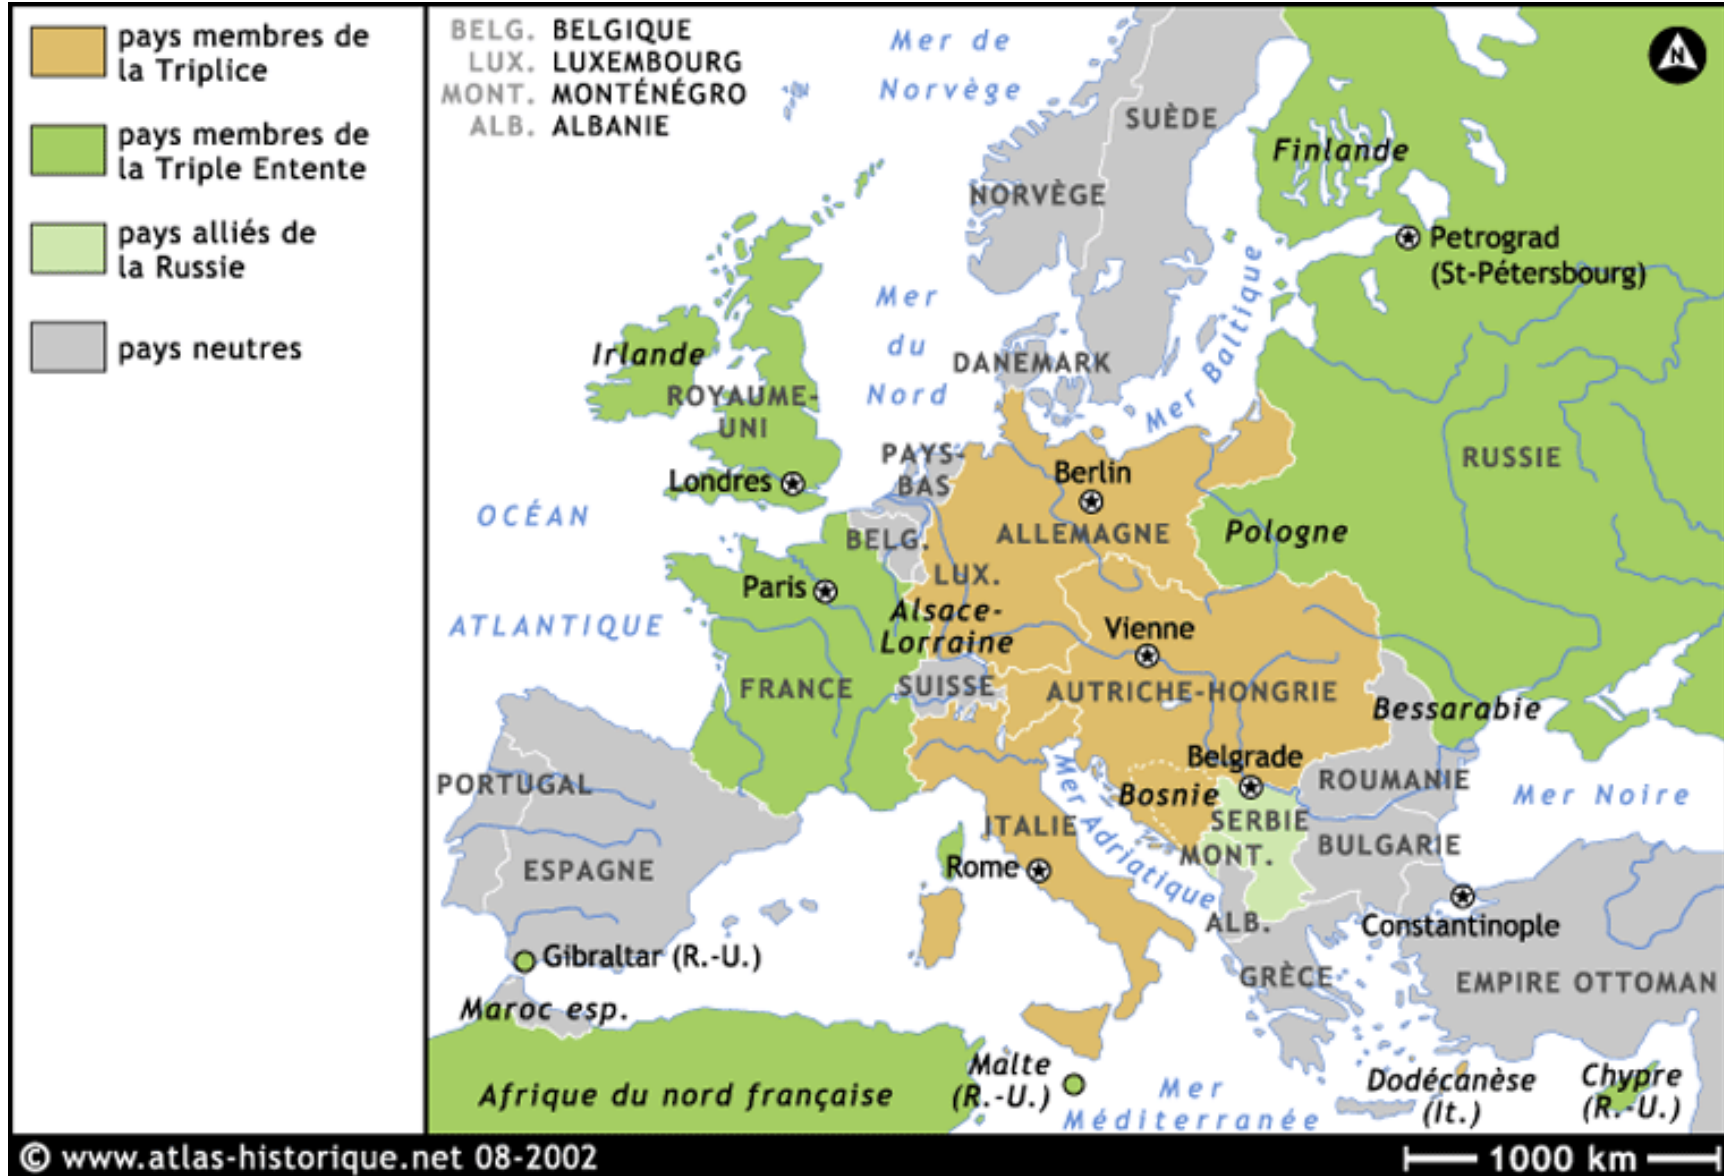 pays membres de
la Triplice
pays membres de
la Triple Entente
pays alliés de
la Russie
pays neutres
BELG. BELGIQUE
LUX. LUXEMBOURG
MONT. MONTÉNÉGRO
ALB. ALBANIE
N
Mer de
Norvège
SUÈDE
Finlande
NORVÈGE
Petrograd
(St-Pétersbourg)
Mer
du
Nord
Mer Baltique
Irlande
DANEMARK
ROYAUME-
UNI
PAYS-
BAS
Berlin
RUSSIE
Londres
OCÉAN
BELG.
ALLEMAGNE
Pologne
LUX.
Paris
Alsace-
Lorraine
ATLANTIQUE
Vienne
FRANCE
SUISSE
AUTRICHE-HONGRIE
Bessarabie
Belgrade
PORTUGAL
Bosnie
ROUMANIE
Mer Noire
Mer Adriatique
ITALIE
SERBIE
MONT.
BULGARIE
ESPAGNE
Rome
ALB.
Constantinople
Gibraltar (R.-U.)
GRÈCE
EMPIRE OTTOMAN
Maroc esp.
Malte
(R.-U.)
Dodécanèse
(It.)
Chypre
(R.-U.)
Afrique du nord française
Mer
Méditerranée
© www.atlas-historique.net 08-2002
1000 km